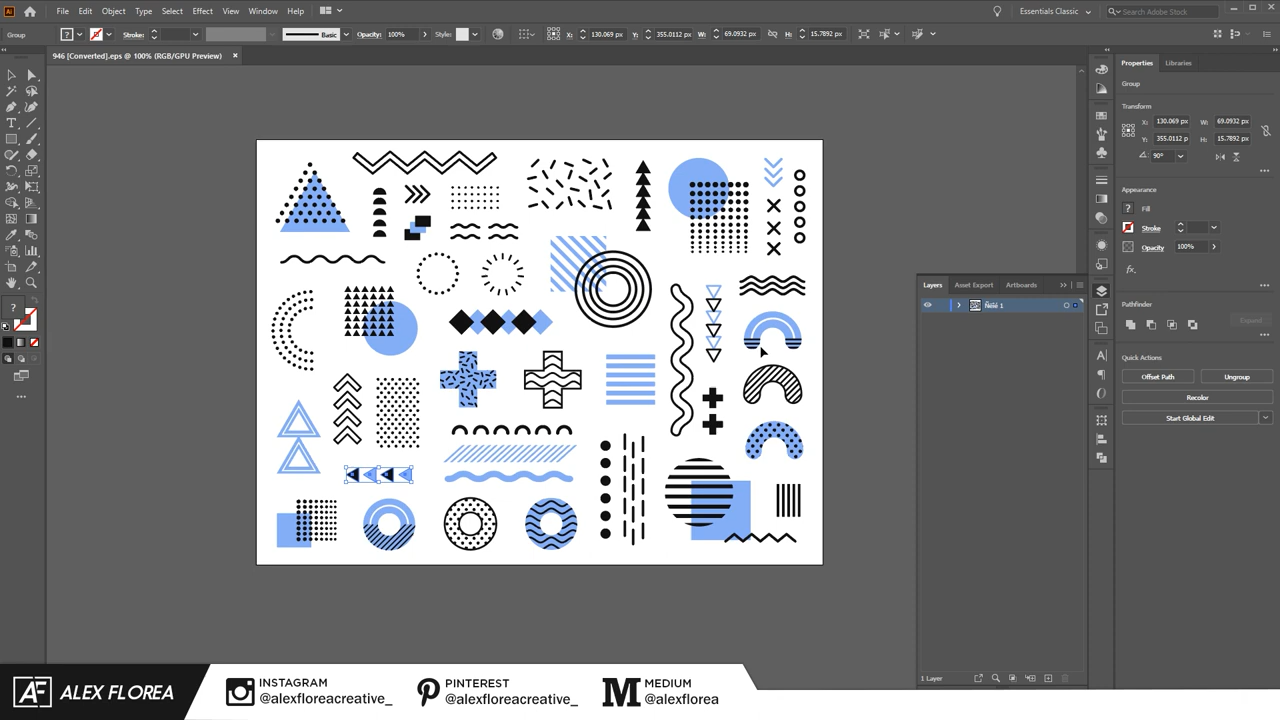 File Edit Object Type Select Effect View Window Help
Essentials Classic
Search Adobe Stock
Group
Stroke:
Basic
Opacity: 100%
Style:
X: 130.069 px
Y: 355.0112 px
W: 69.0932 px
H: 15.7892 px
946 [Converted].eps @ 100% (RGB/GPU Preview)
Properties Libraries
Group
Transform
X: 130.069 px W: 69.0932 px
Y: 355.0112 p H: 15.7892 px
90°
Appearance
? Fill
Stroke
Opacity 100%
fx.
Pathfinder
Expand
Quick Actions
Offset Path Ungroup
Recolor
Start Global Edit
Layers Asset Export Artboards
1 Layer
AF ALEX FLOREA
INSTAGRAM
@alexfloreacreative_
PINTEREST
@alexfloreacreative_
M MEDIUM
@alexflorea